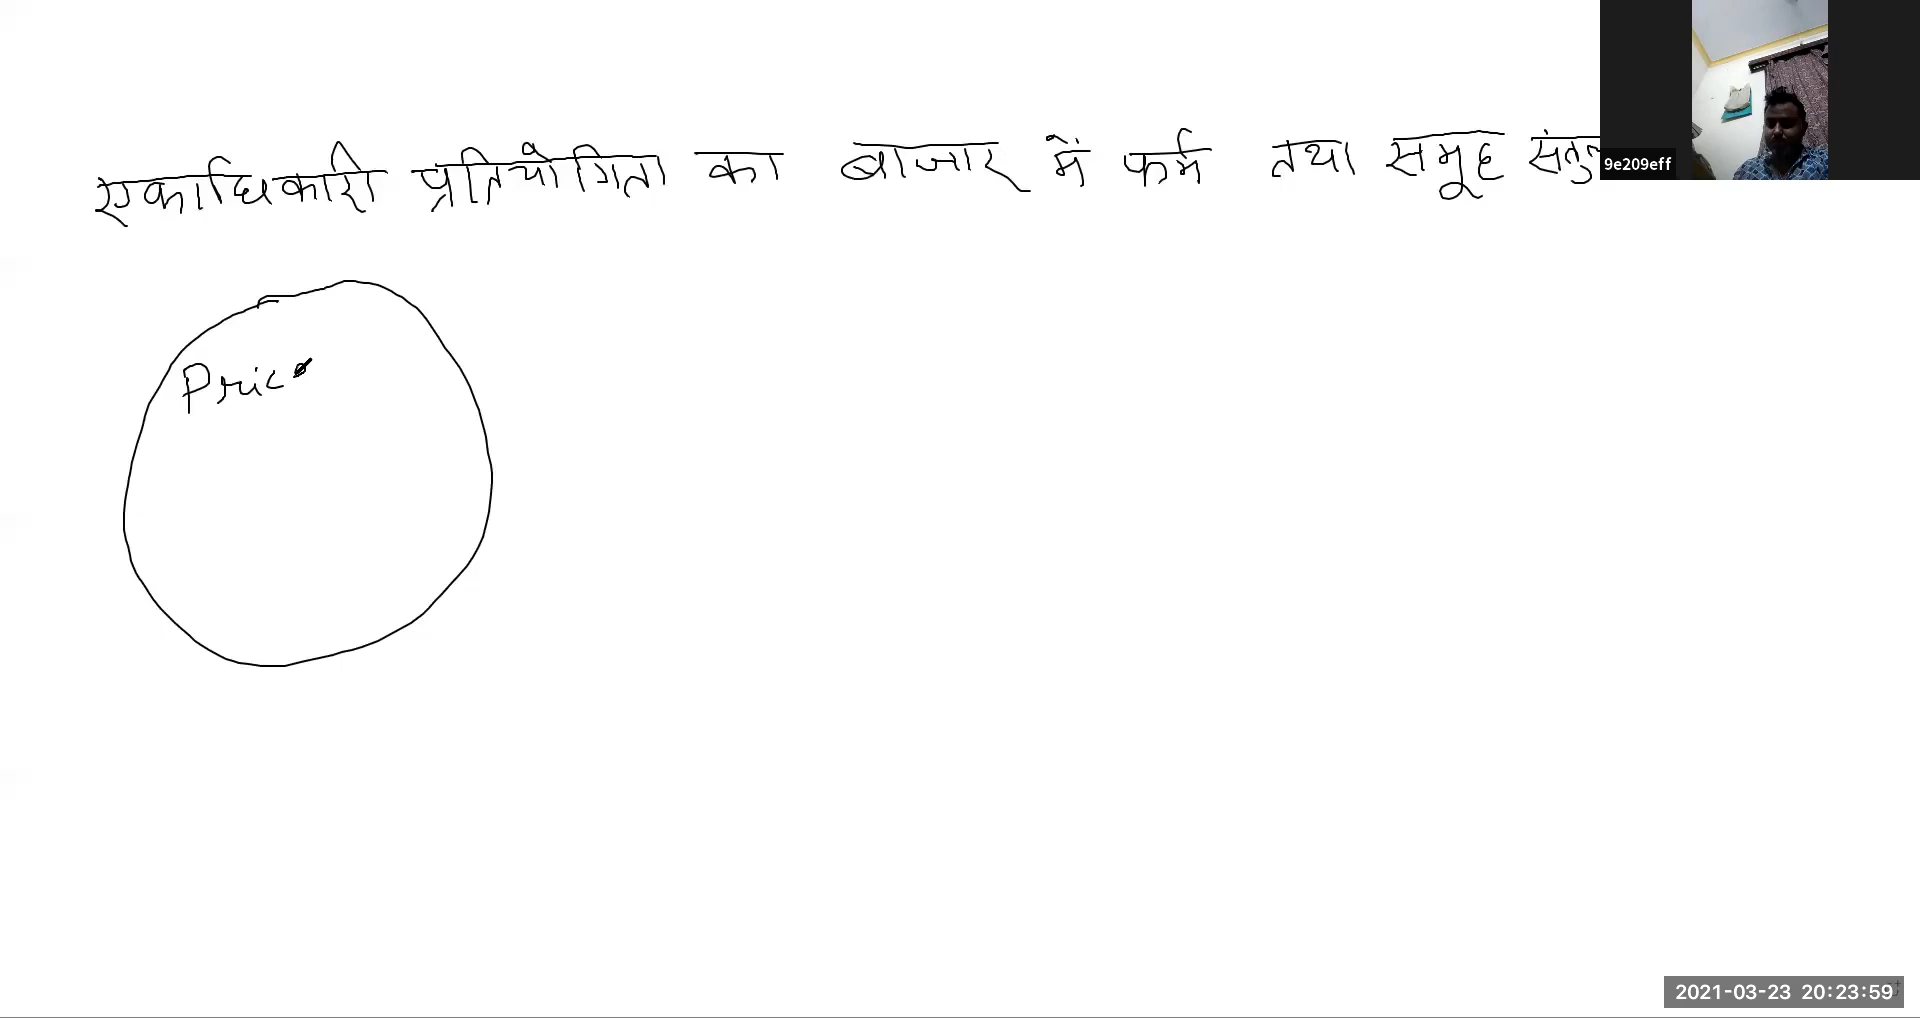 एकाधिकारी प्रतियोगिता का बाजार में फर्म तथा समूह
9e209eff
Pric
2021-03-23 20:23:59